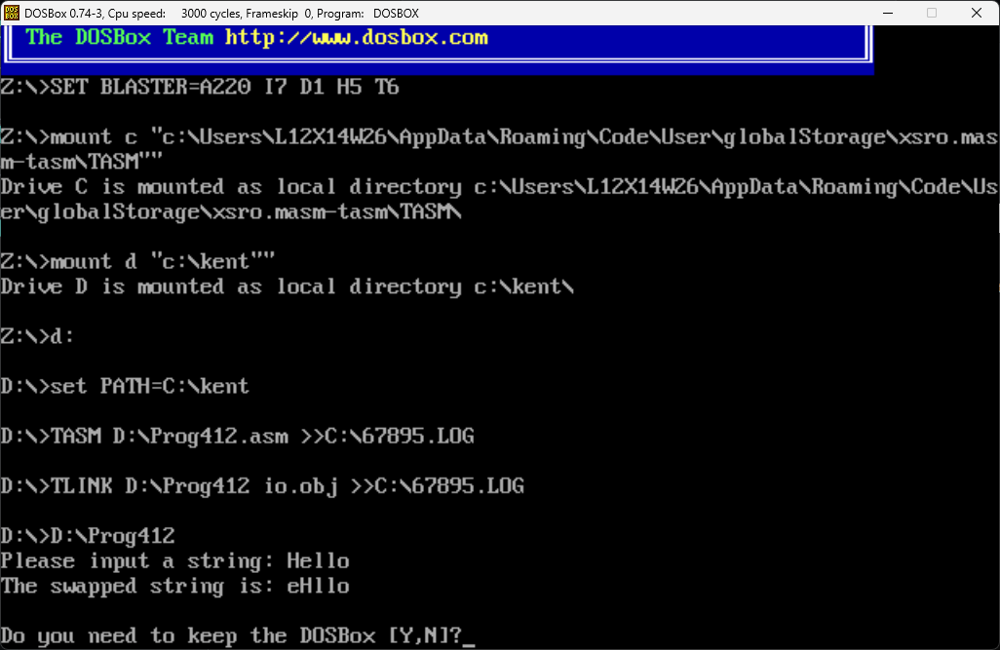 DOSBox 0.74-3, Cpu speed: 3000 cycles, Frameskip 0, Program: DOSBOX
The DOSBox Team http://www.dosbox.com
Z:\>SET BLASTER=A220 I7 D1 H5 T6
Z:\>mount c "c:\Users\L12X14W26\AppData\Roaming\Code\User\globalStorage\xsro.mas
m-tasm\TASM""
Drive C is mounted as local directory c:\Users\L12X14W26\AppData\Roaming\Code\Us
er\globalStorage\xsro.masm-tasm\TASM\
Z:\>mount d "c:\kent""
Drive D is mounted as local directory c:\kent\
Z:\>d:
D:\>set PATH=C:\kent
D:\>TASM D:\Prog412.asm >>C:\67895.LOG
D:\>TLINK D:\Prog412 io.obj >>C:\67895.LOG
D:\>D:\Prog412
Please input a string: Hello
The swapped string is: eHllo
Do you need to keep the DOSBox [Y,N]?_